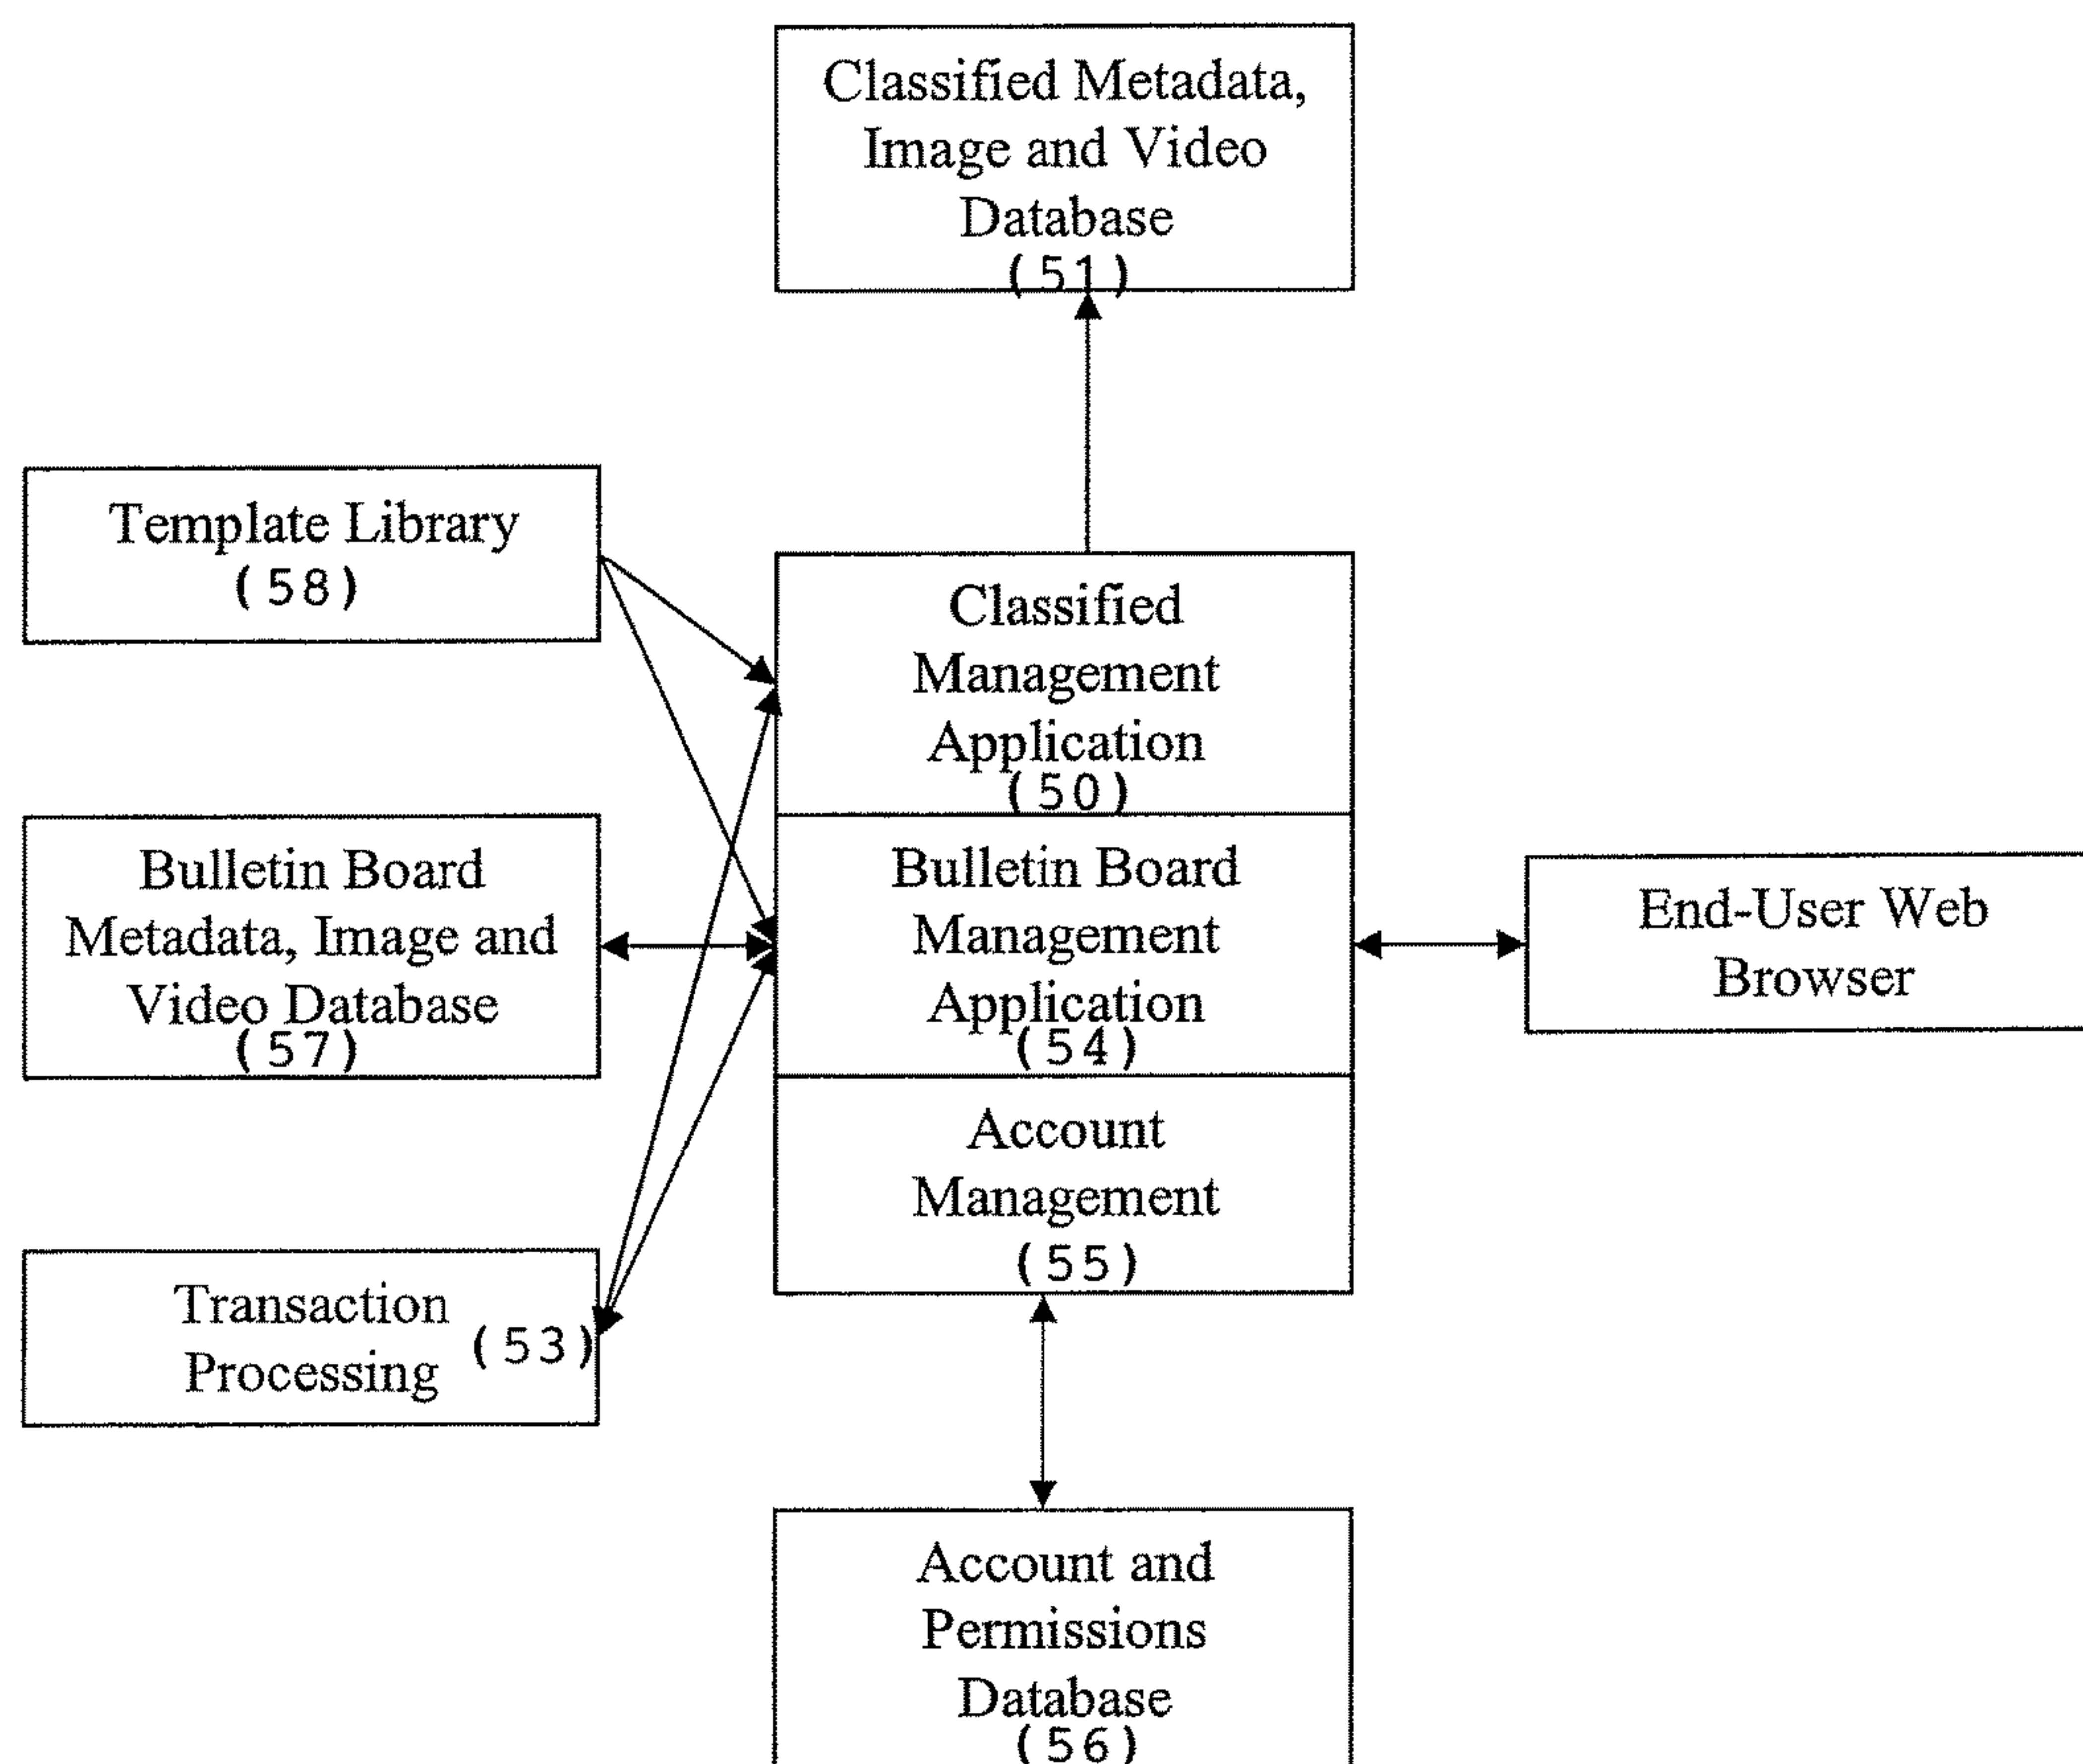 Classified Metadata,
Image and Video
Database
(51)
Template Library
(58)
Classified
Management
Application
(50)
Bulletin Board
Metadata, Image and
Video Database
(57)
Bulletin Board
Management
Application
(54)
End-User Web
Browser
Account
Management
(55)
Transaction
Processing
(53)
Account and
Permissions
Database
(56)